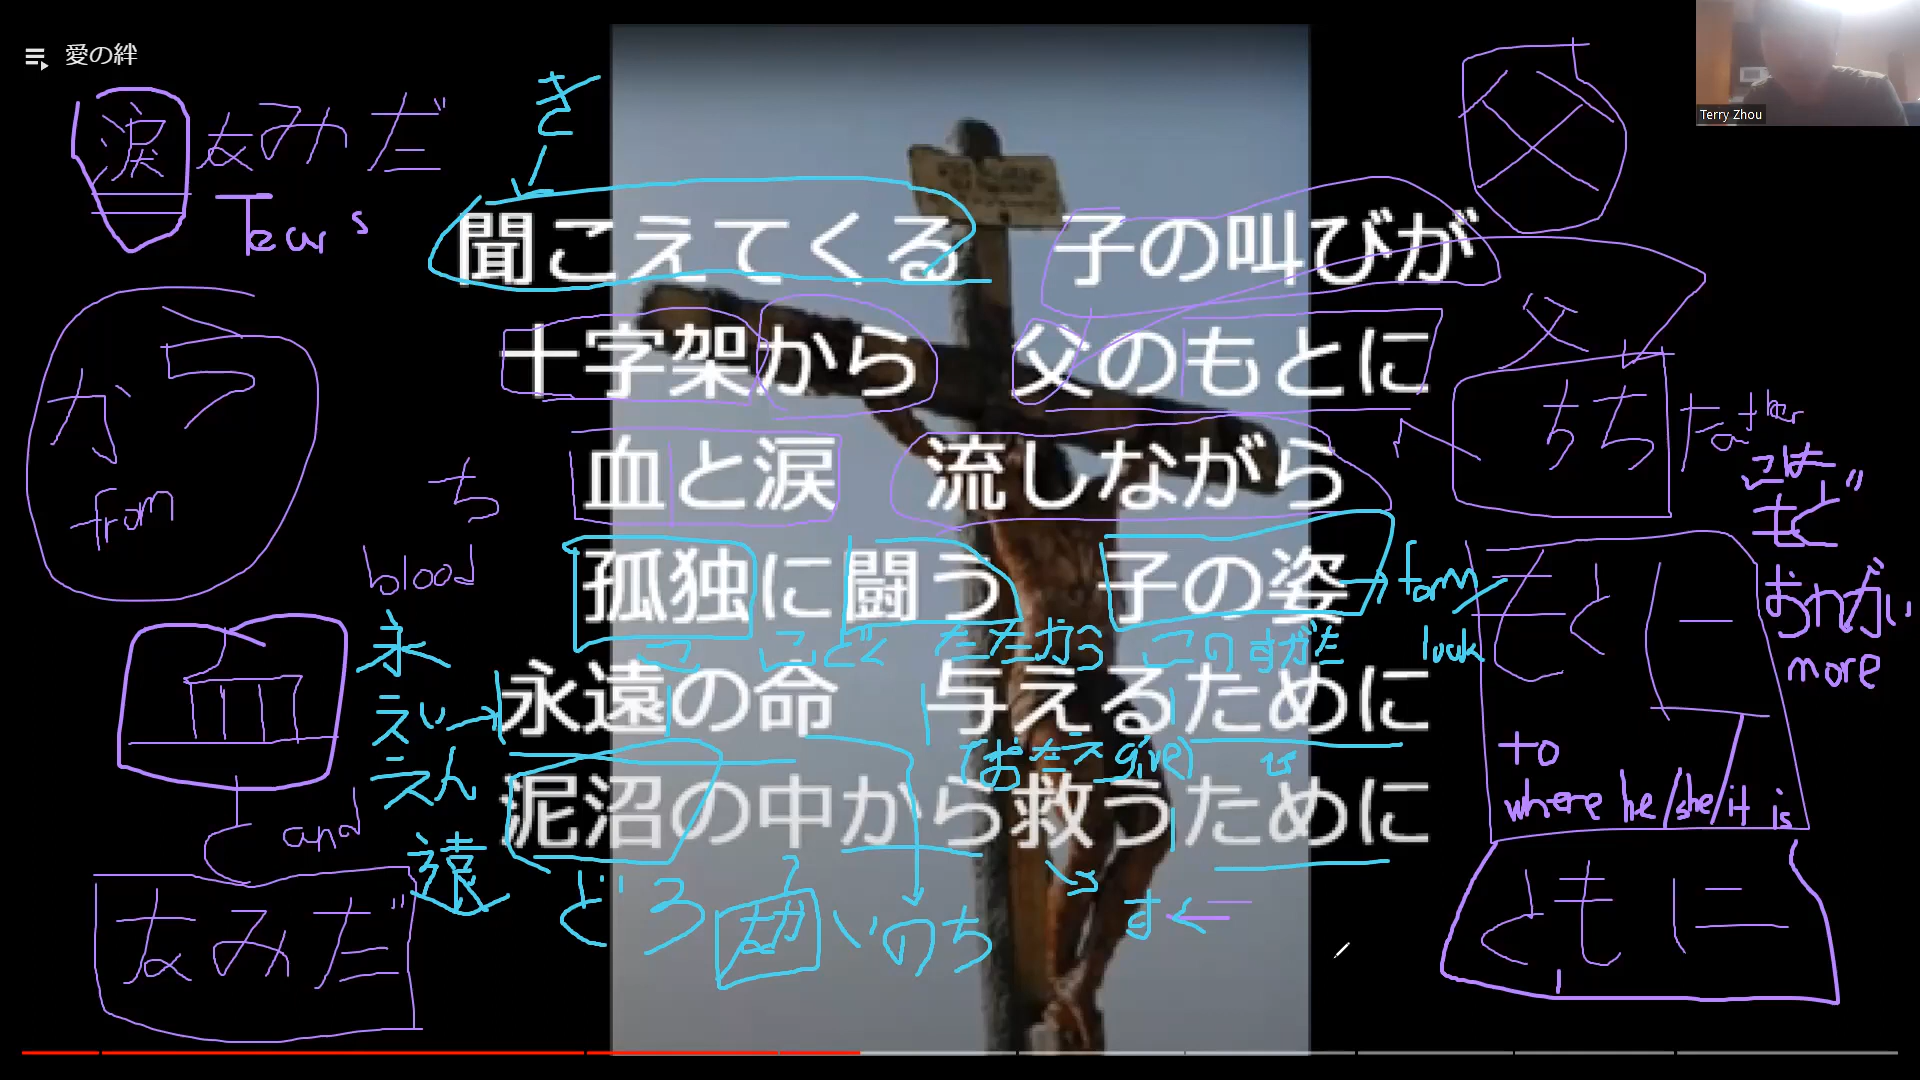 愛の絆
Terry Zhou
涙 なみだ
Tears
き
聞こえてくる 子の叫びが
十字架から 父のもとに
血と涙 流しながら
孤独に闘う 子の姿
永遠の命 与えるために
泥沼の中から救うために
から
from
ち
blood
血
と and
なみだ
永
えい
えん
遠
こ こどく たたかう このすがた
form
look
あたえ give
どろ
なか
いのち
す
父
ちち
Father
もとに
to
where he/she/it is
ともに
more